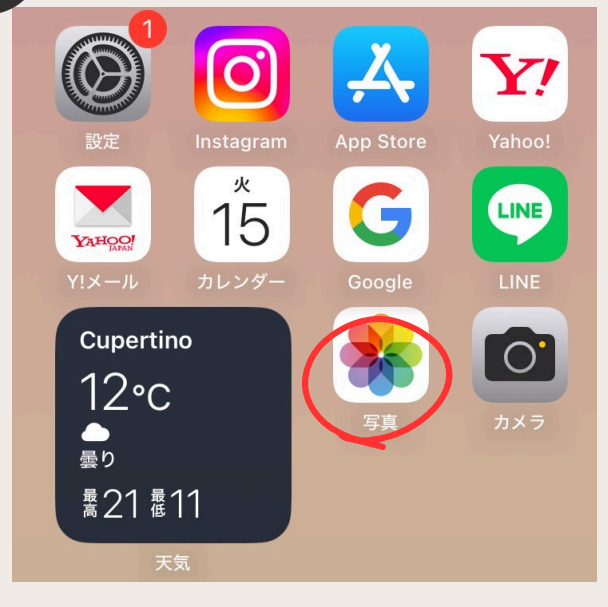 1
設定
Instagram
App Store
Y!
Yahoo!
YAHOO!
JAPAN
Y!メール
火
15
カレンダー
G
Google
LINE
LINE
Cupertino
12°C
曇り
最高21 最低11
天気
写真
カメラ